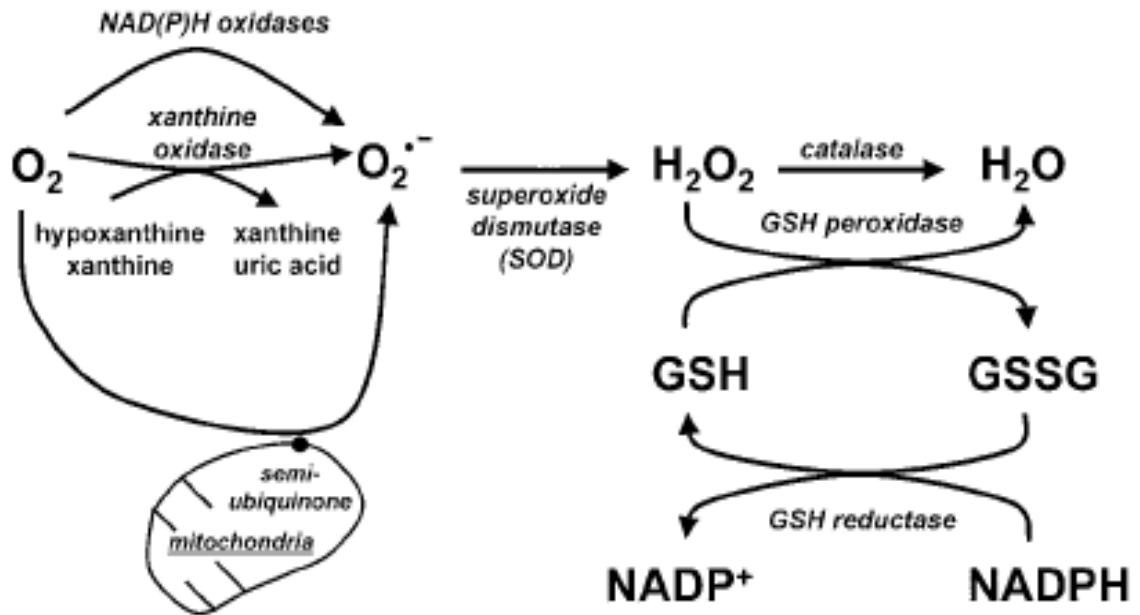 NAD(P)H oxidases
xanthine
oxidase
O₂
O₂•⁻
hypoxanthine
xanthine
xanthine
uric acid
superoxide
dismutase
(SOD)
H₂O₂
catalase
H₂O
GSH peroxidase
GSH
GSSG
semi-
ubiquinone
mitochondria
GSH reductase
NADP⁺
NADPH